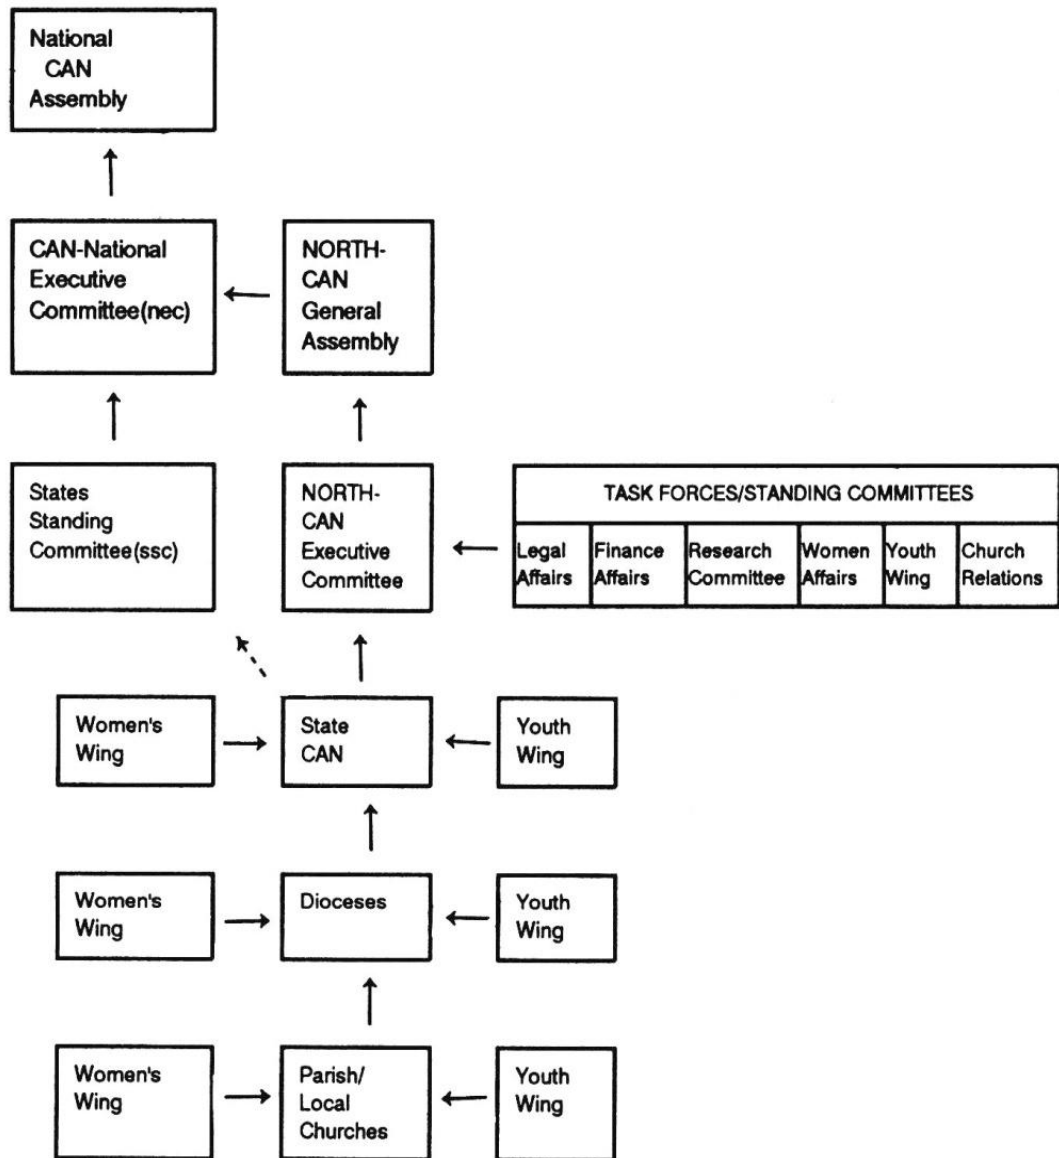 National
CAN
Assembly
CAN-National
Executive
Committee(nec)
NORTH-
CAN
General
Assembly
States
Standing
Committee(ssc)
NORTH-
CAN
Executive
Committee
TASK FORCES/STANDING COMMITTEES
Legal
Affairs
Finance
Affairs
Research
Committee
Women
Affairs
Youth
Wing
Church
Relations
Women's
Wing
State
CAN
Youth
Wing
Women's
Wing
Dioceses
Youth
Wing
Women's
Wing
Parish/
Local
Churches
Youth
Wing